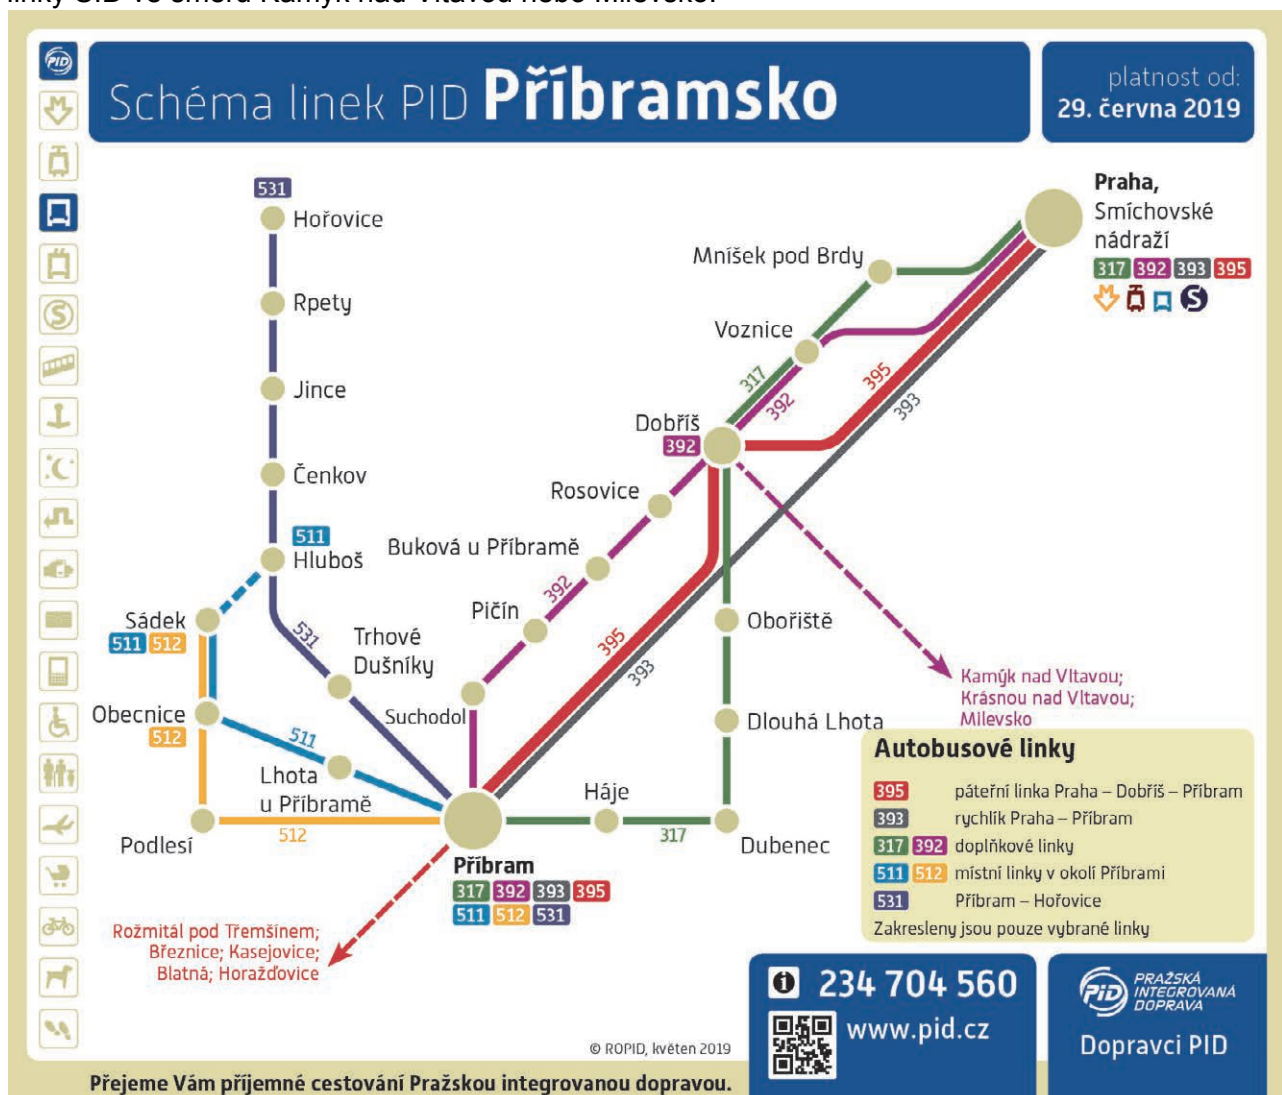 Schéma linek PID Příbramsko
platnost od:
29. června 2019
531
Hořovice
Rpety
Jince
Čenkov
511
Hluboš
Sádek
511 512
Obecnice
512
Podlesí
512
511
Lhota
u Příbramě
531
Trhové
Dušníky
Praha,
Smíchovské
nádraží
317 392 393 395
Mníšek pod Brdy
Voznice
317
392
395
393
Dobříš
392
Rosovice
Buková u Příbramě
392
Pičín
Suchodol
395
393
Obořiště
Dlouhá Lhota
Dubenec
317
Háje
Příbram
317 392 393 395
511 512 531
Kamýk nad Vltavou;
Krásnou nad Vltavou;
Milevsko
Rožmitál pod Třemšínem;
Březnice; Kasejovice;
Blatná; Horažďovice
Autobusové linky
395 páteřní linka Praha – Dobříš – Příbram
393 rychlík Praha – Příbram
317 392 doplňkové linky
511 512 místní linky v okolí Příbrami
531 Příbram – Hořovice
Zakresleny jsou pouze vybrané linky
234 704 560
www.pid.cz
PID PRAŽSKÁ
INTEGROVANÁ
DOPRAVA
Dopravci PID
© ROPID, květen 2019
Přejeme Vám příjemné cestování Pražskou integrovanou dopravou.